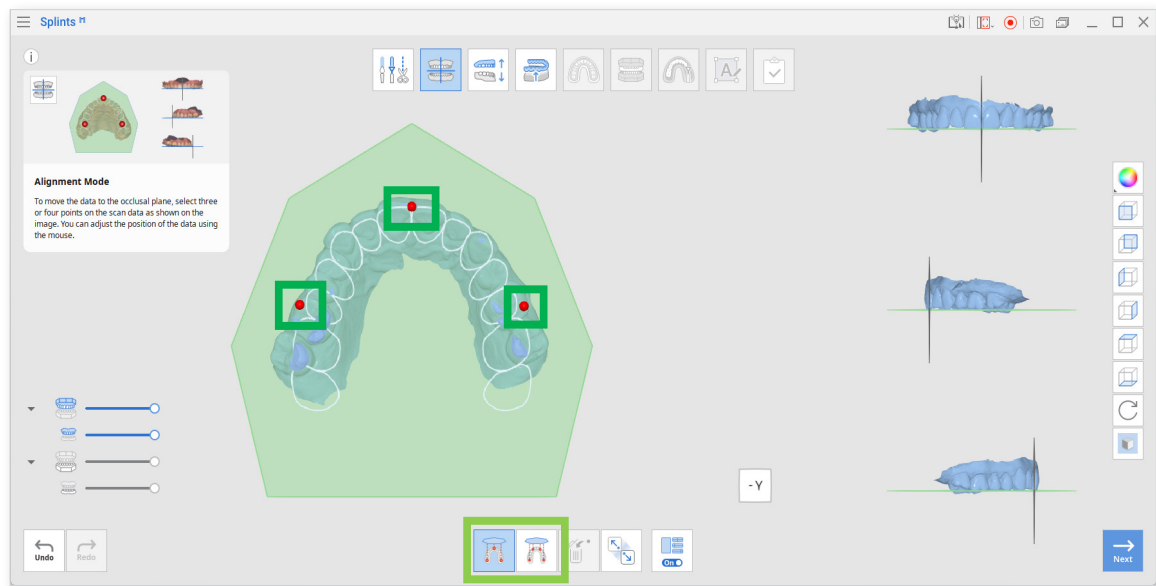 Splints
Alignment Mode
To move the data to the occlusal plane, select three
or four points on the scan data as shown on the
image. You can adjust the position of the data using
the mouse.
- Y
Undo
Redo
On
Next